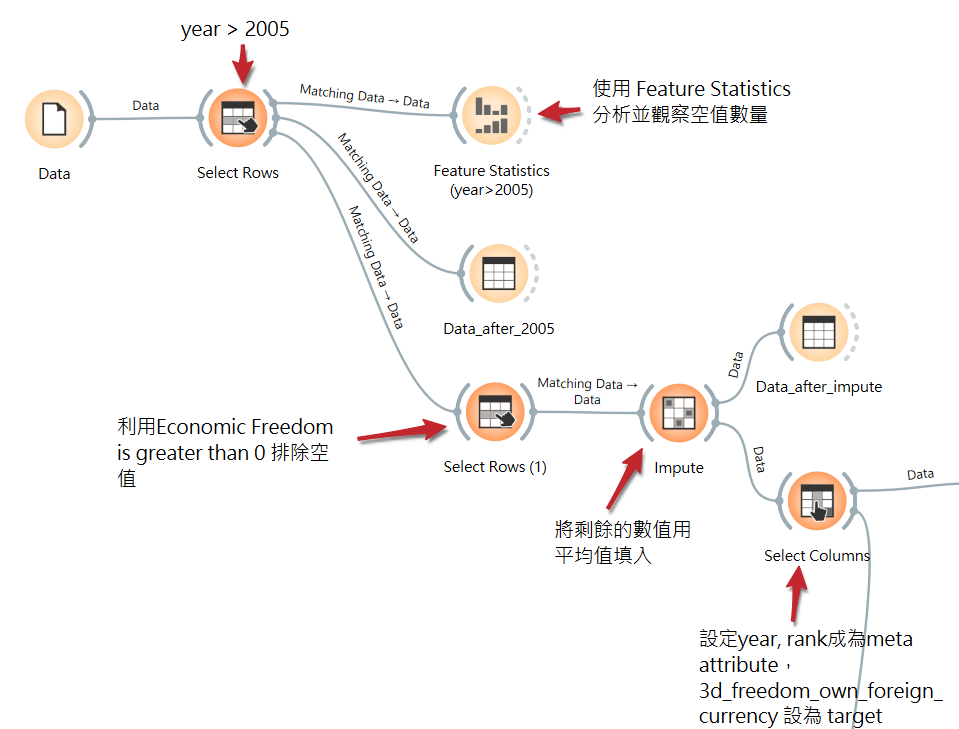 year > 2005
Data
Data
Select Rows
Matching Data → Data
Feature Statistics
(year>2005)
使用 Feature Statistics
分析並觀察空值數量
Matching Data → Data
Data_after_2005
Matching Data → Data
利用Economic Freedom
is greater than 0 排除空
值
Select Rows (1)
Matching Data →
Data
Impute
將剩餘的數值用
平均值填入
Data
Data_after_impute
Data
Select Columns
Data
設定year, rank成為meta
attribute，
3d_freedom_own_foreign_
currency 設為 target